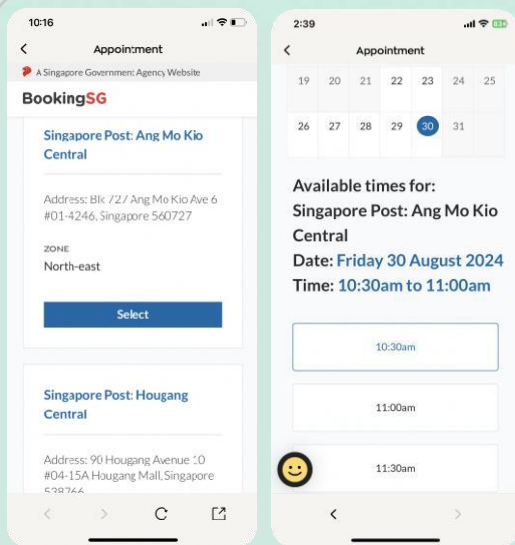 10:16
Appointment
A Singapore Government Agency Website
BookingSG
Singapore Post: Ang Mo Kio
Central
Address: Blk 727 Ang Mo Kio Ave 6
#01-4246, Singapore 560727
ZONE
North-east
Select
Singapore Post: Hougang
Central
Address: 90 Hougang Avenue 10
#04-15A Hougang Mall, Singapore
538766
2:39
Appointment
19 20 21 22 23 24 25
26 27 28 29 30 31
Available times for:
Singapore Post: Ang Mo Kio
Central
Date: Friday 30 August 2024
Time: 10:30am to 11:00am
10:30am
11:00am
11:30am